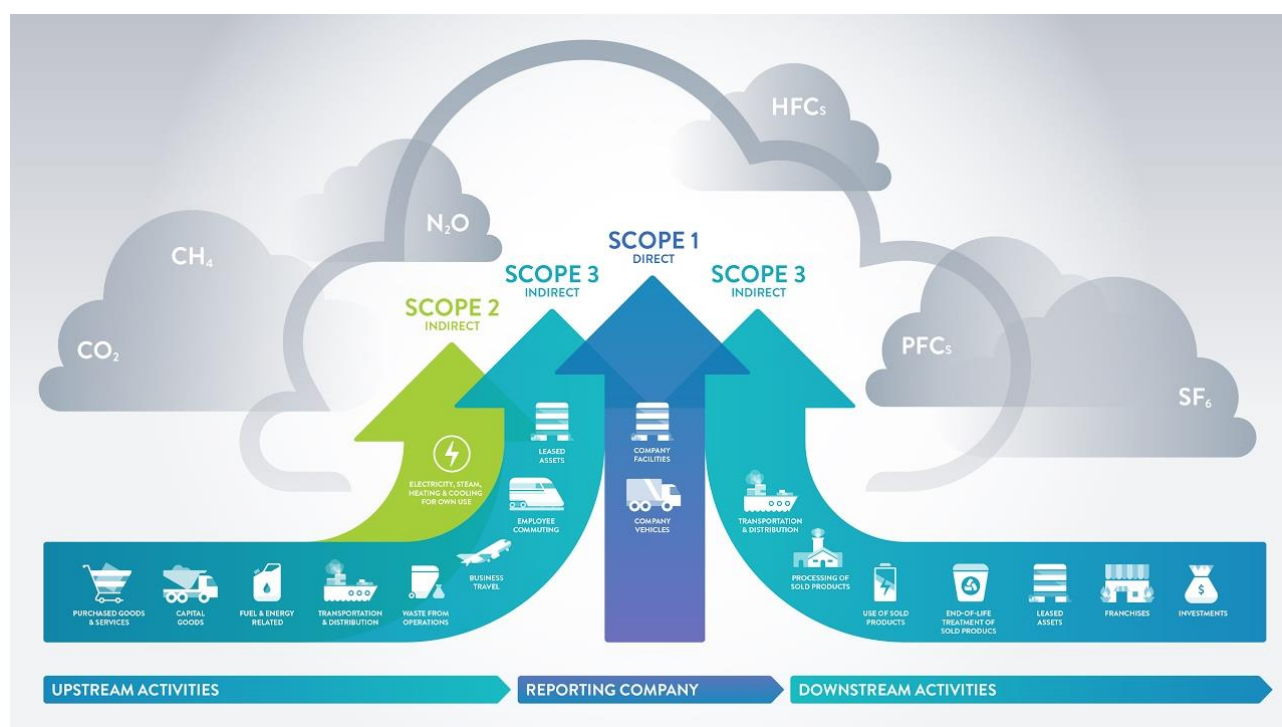 HFCs
N₂O
CH₄
CO₂
PFCs
SF₆
SCOPE 1
DIRECT
SCOPE 3
INDIRECT
SCOPE 3
INDIRECT
SCOPE 2
INDIRECT
ELECTRICITY, STEAM,
HEATING & COOLING
FOR OWN USE
LEASED
ASSETS
EMPLOYEE
COMMUTING
BUSINESS
TRAVEL
COMPANY
FACILITIES
COMPANY
VEHICLES
TRANSPORTATION
& DISTRIBUTION
PROCESSING OF
SOLD PRODUCTS
PURCHASED GOODS
& SERVICES
CAPITAL
GOODS
FUEL & ENERGY
RELATED
TRANSPORTATION
& DISTRIBUTION
WASTE FROM
OPERATIONS
USE OF SOLD
PRODUCTS
END-OF-LIFE
TREATMENT OF
SOLD PRODUCS
LEASED
ASSETS
FRANCHISES
$
INVESTMENTS
UPSTREAM ACTIVITIES
REPORTING COMPANY
DOWNSTREAM ACTIVITIES